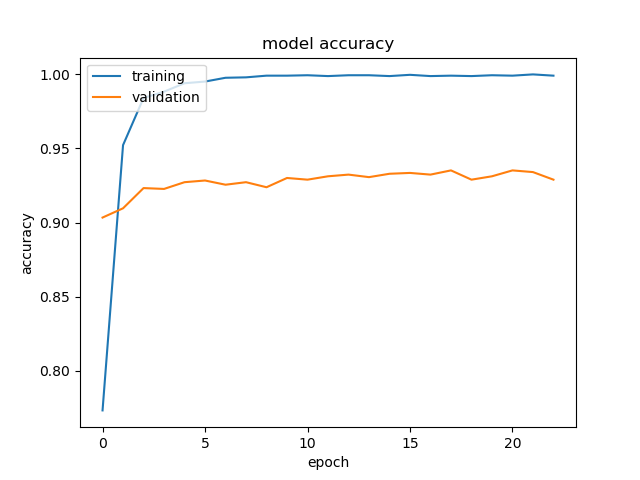 model accuracy
training
validation
1.00
0.95
0.90
0.85
0.80
accuracy
0 5 10 15 20
epoch